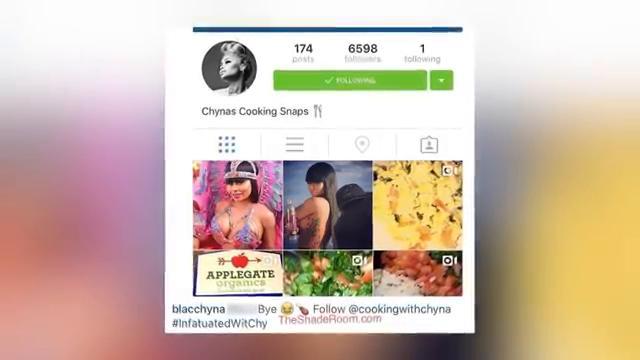 174 6598 1
posts followers following
FOLLOWING
Chynas Cooking Snaps
APPLEGATE
organics
blacchyna Bye Follow @cookingwithchyna
#InfatuatedWitChy
TheShadeRoom.com